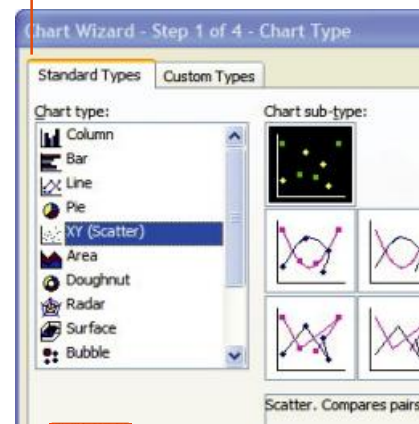 Chart Wizard - Step 1 of 4 - Chart Type
Standard Types
Custom Types
Chart type:
Chart sub-type:
Column
Bar
Line
Pie
XY (Scatter)
Area
Doughnut
Radar
Surface
Bubble
Scatter. Compares pairs